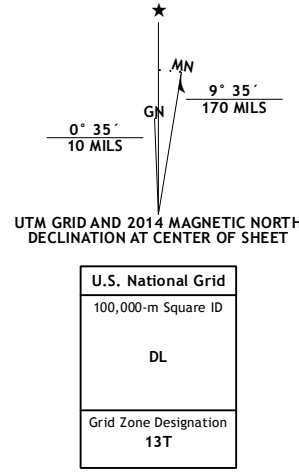 ★
MN
GN
9° 35´
170 MILS
0° 35´
10 MILS
UTM GRID AND 2014 MAGNETIC NORTH
DECLINATION AT CENTER OF SHEET
U.S. National Grid
100,000-m Square ID
DL
Grid Zone Designation
13T